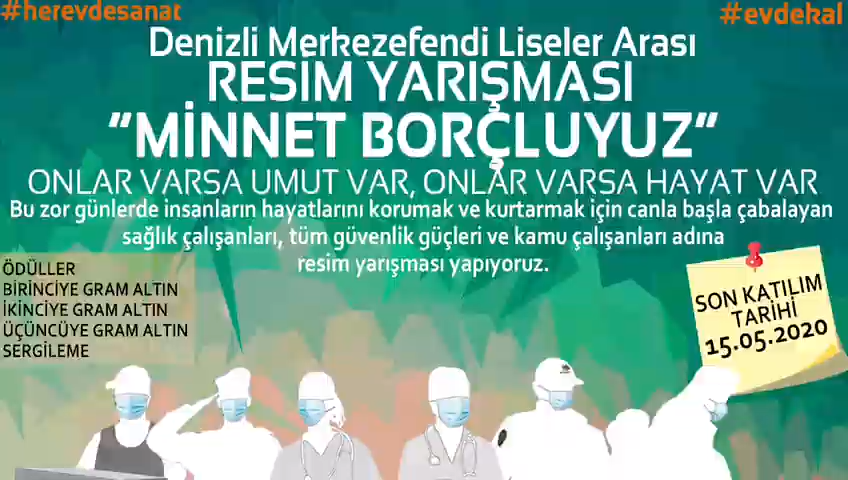 #herevdesanat
#evdekal
Denizli Merkezefendi Liseler Arası
RESİM YARIŞMASI
"MİNNET BORÇLUYUZ"
ONLAR VARSA UMUT VAR, ONLAR VARSA HAYAT VAR
Bu zor günlerde insanların hayatlarını korumak ve kurtarmak için canla başla çabalayan
sağlık çalışanları, tüm güvenlik güçleri ve kamu çalışanları adına
resim yarışması yapıyoruz.
ÖDÜLLER
BİRİNCİYE GRAM ALTIN
İKİNCİYE GRAM ALTIN
ÜÇÜNCÜYE GRAM ALTIN
SERGİLEME
SON KATILIM
TARİHİ
15.05.2020